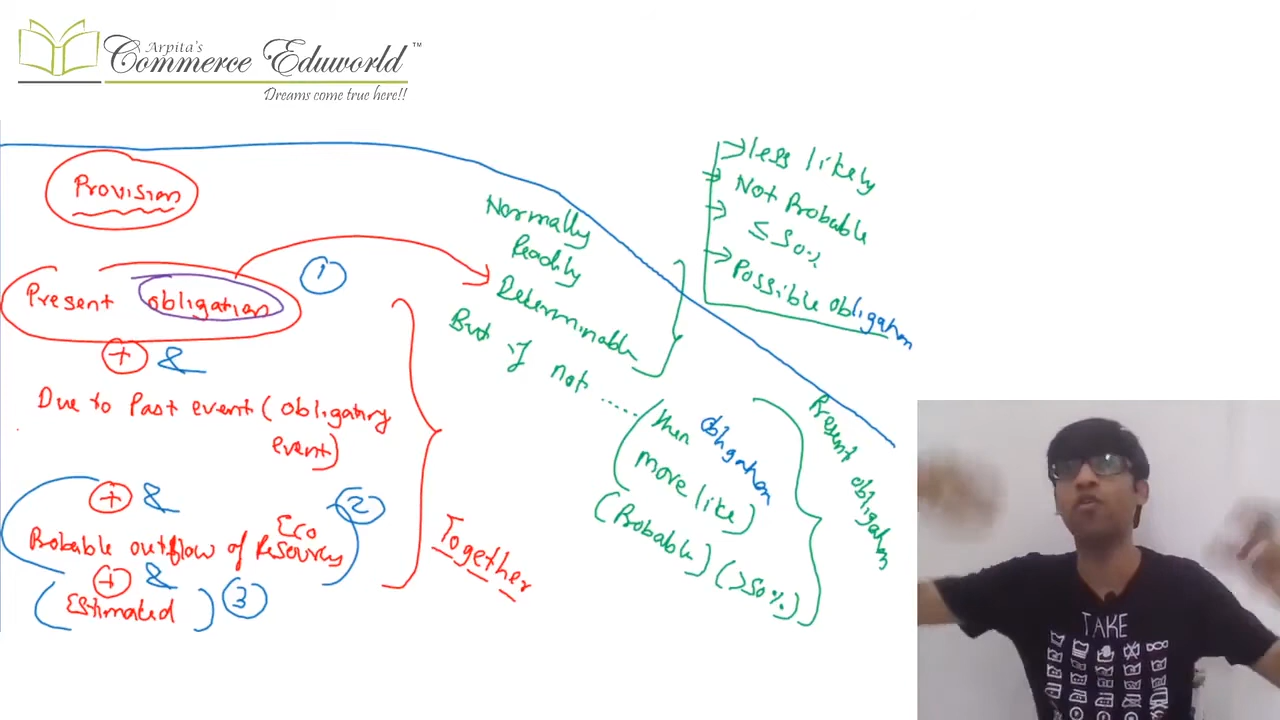 Arpita's
Commerce Eduworld™
Dreams come true here!!
Provision
Present obligation
①
+ &
Due to Past event (obligatory
event)
+ &
②
Probable outflow of Eco Resources
+ &
(Estimated) ③
Together
Normally
Readily
Determinable
But if not ......
→ less likely
→ Not Probable
→ ≤ 50%
→ Possible obligation
(then obligation
more like)
(Probable] (>50%)
Present obligation
TAKE